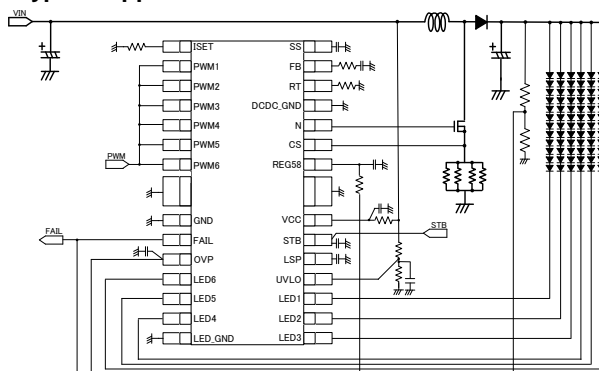 VIN
ISET SS
PWM1 FB
PWM2 RT
PWM3 DCDC_GND
PWM4 N
PWM5 CS
PWM PWM6 REG58
GND VCC
FAIL FAIL STB STB
OVP LSP
LED6 UVLO
LED5 LED1
LED4 LED2
LED_GND LED3